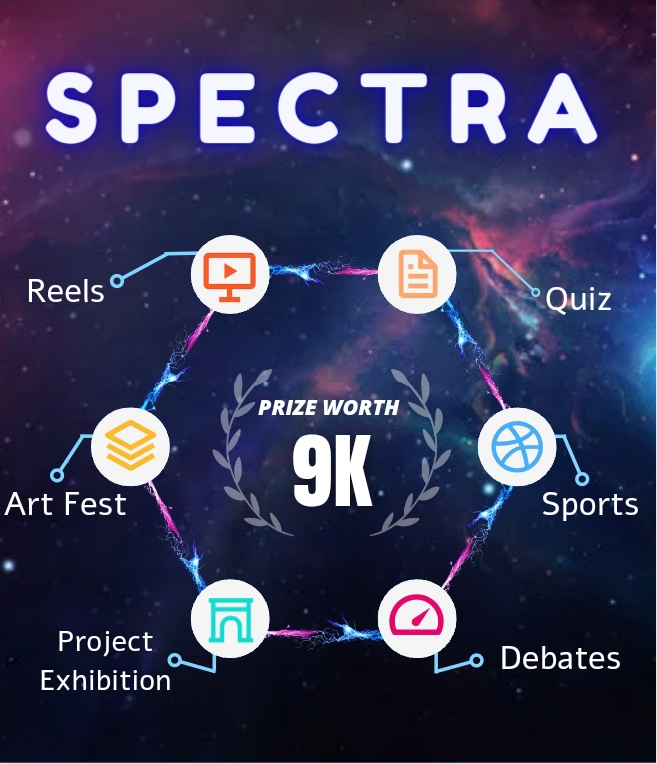 SPECTRA
Reels
Quiz
PRIZE WORTH
9K
Art Fest
Sports
Project
Exhibition
Debates